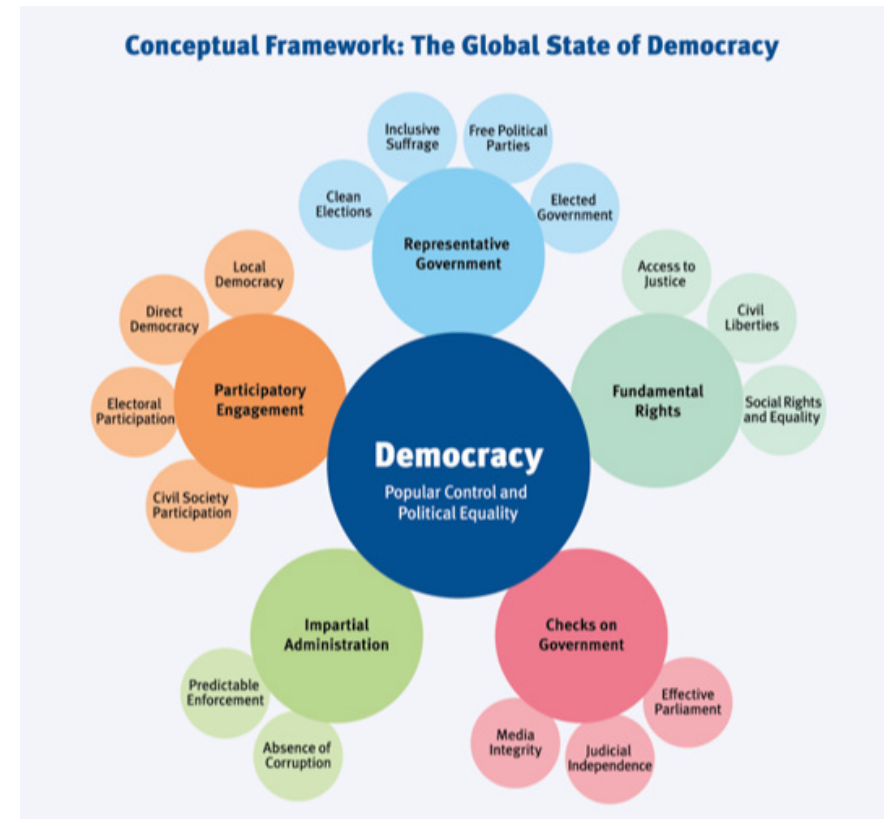 Conceptual Framework: The Global State of Democracy
Inclusive
Suffrage
Free Political
Parties
Clean
Elections
Elected
Government
Representative
Government
Local
Democracy
Direct
Democracy
Electoral
Participation
Civil Society
Participation
Participatory
Engagement
Access to
Justice
Civil
Liberties
Social Rights
and Equality
Fundamental
Rights
Democracy
Popular Control and
Political Equality
Impartial
Administration
Predictable
Enforcement
Absence of
Corruption
Checks on
Government
Effective
Parliament
Media
Integrity
Judicial
Independence